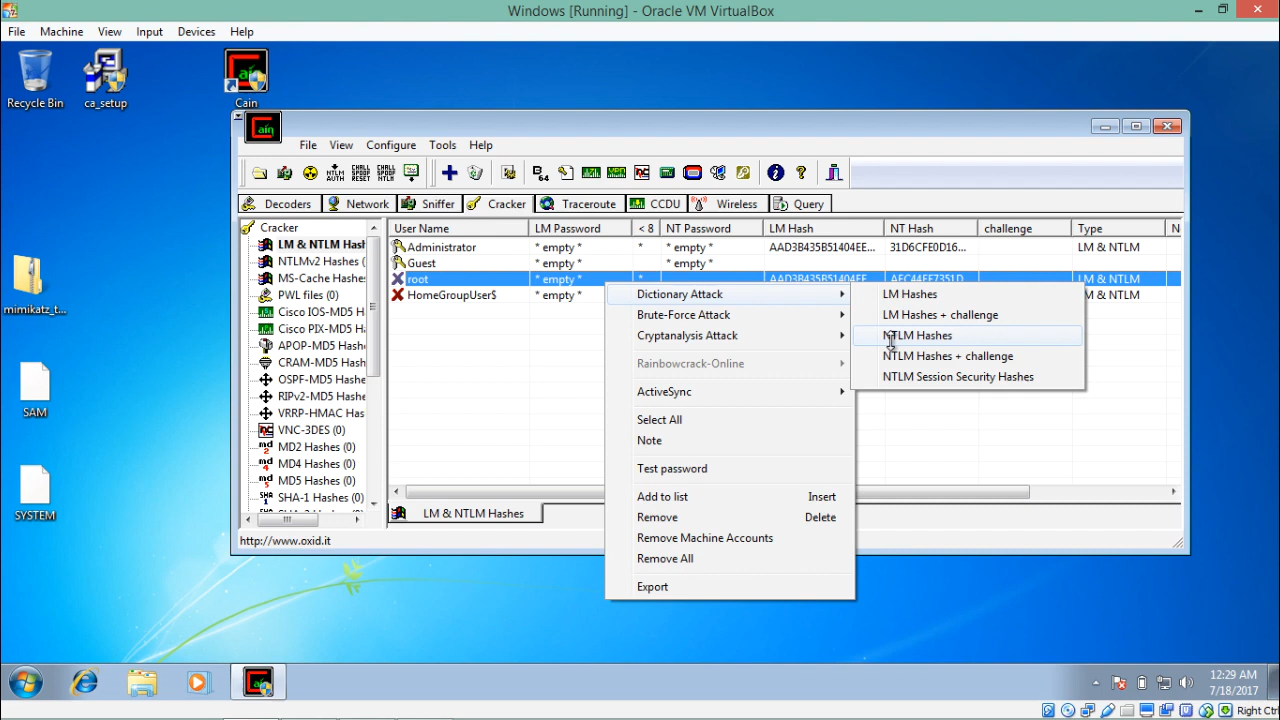 Windows [Running] - Oracle VM VirtualBox
File Machine View Input Devices Help
Recycle Bin
ca_setup
Cain
mimikatz_t...
SAM
SYSTEM
File View Configure Tools Help
Decoders Network Sniffer Cracker Traceroute CCDU Wireless Query
Cracker
LM & NTLM Hash
NTLMv2 Hashes
MS-Cache Hashes
PWL files (0)
Cisco IOS-MD5 H
Cisco PIX-MD5 H
APOP-MD5 Hash
CRAM-MD5 Hash
OSPF-MD5 Hash
RIPv2-MD5 Hash
VRRP-HMAC Has
VNC-3DES (0)
MD2 Hashes (0)
MD4 Hashes (0)
MD5 Hashes (0)
SHA-1 Hashes (0)
User Name LM Password < 8 NT Password LM Hash NT Hash challenge Type N
Administrator * empty * * * empty * AAD3B435B51404EE... 31D6CFE0D16... LM & NTLM
Guest * empty * * empty *
root * empty * * AAD3B435B51404EE LM & NTLM
HomeGroupUser$ * empty * LM & NTLM
Dictionary Attack
Brute-Force Attack
Cryptanalysis Attack
Rainbowcrack-Online
ActiveSync
Select All
Note
Test password
Add to list Insert
Remove Delete
Remove Machine Accounts
Remove All
Export
LM Hashes
LM Hashes + challenge
NTLM Hashes
NTLM Hashes + challenge
NTLM Session Security Hashes
LM & NTLM Hashes
http://www.oxid.it
12:29 AM
7/18/2017
Right Ctrl